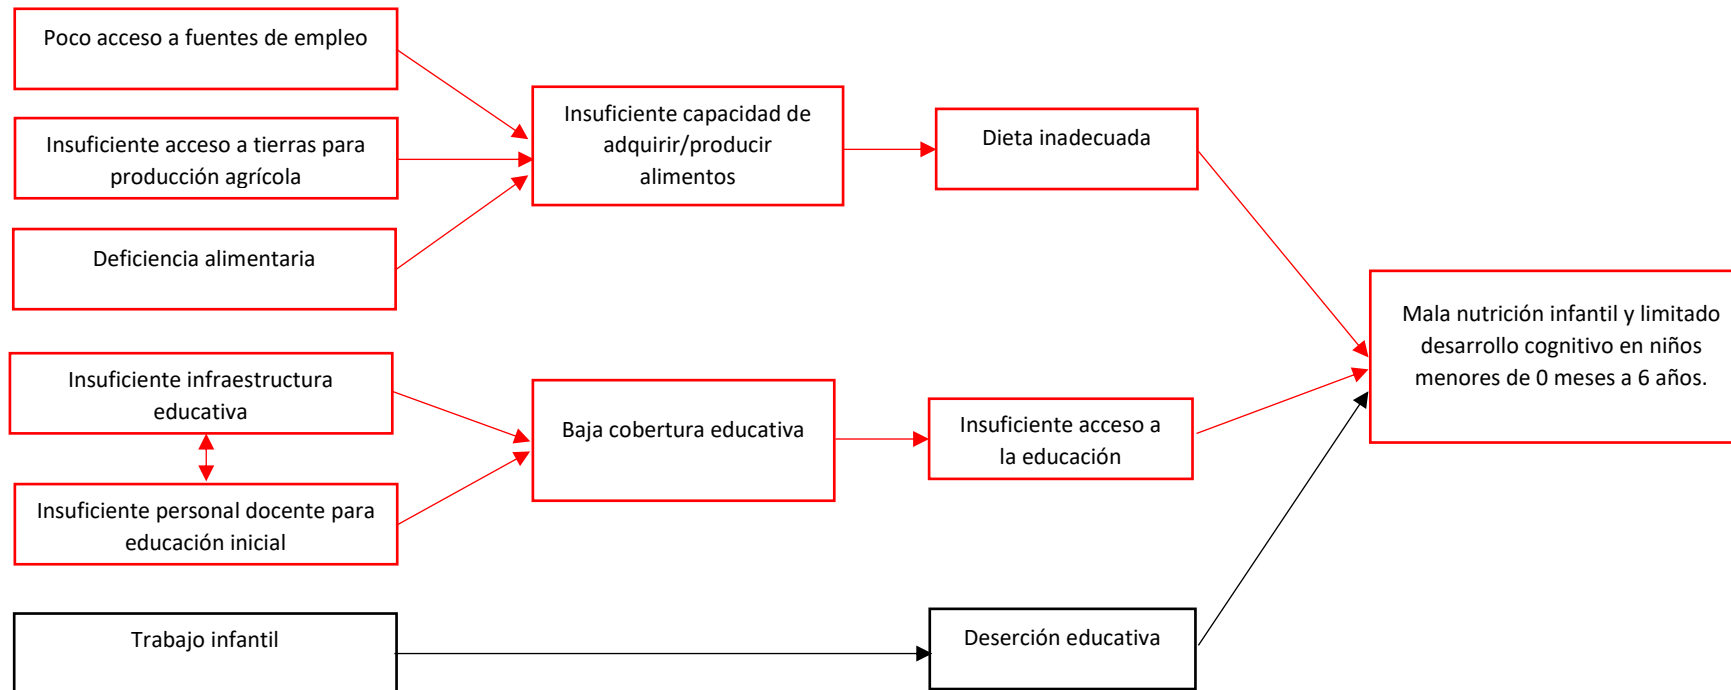 Poco acceso a fuentes de empleo
Insuficiente acceso a tierras para
producción agrícola
Deficiencia alimentaria
Insuficiente capacidad de
adquirir/producir
alimentos
Dieta inadecuada
Insuficiente infraestructura
educativa
Insuficiente personal docente para
educación inicial
Baja cobertura educativa
Insuficiente acceso a
la educación
Trabajo infantil
Deserción educativa
Mala nutrición infantil y limitado
desarrollo cognitivo en niños
menores de 0 meses a 6 años.